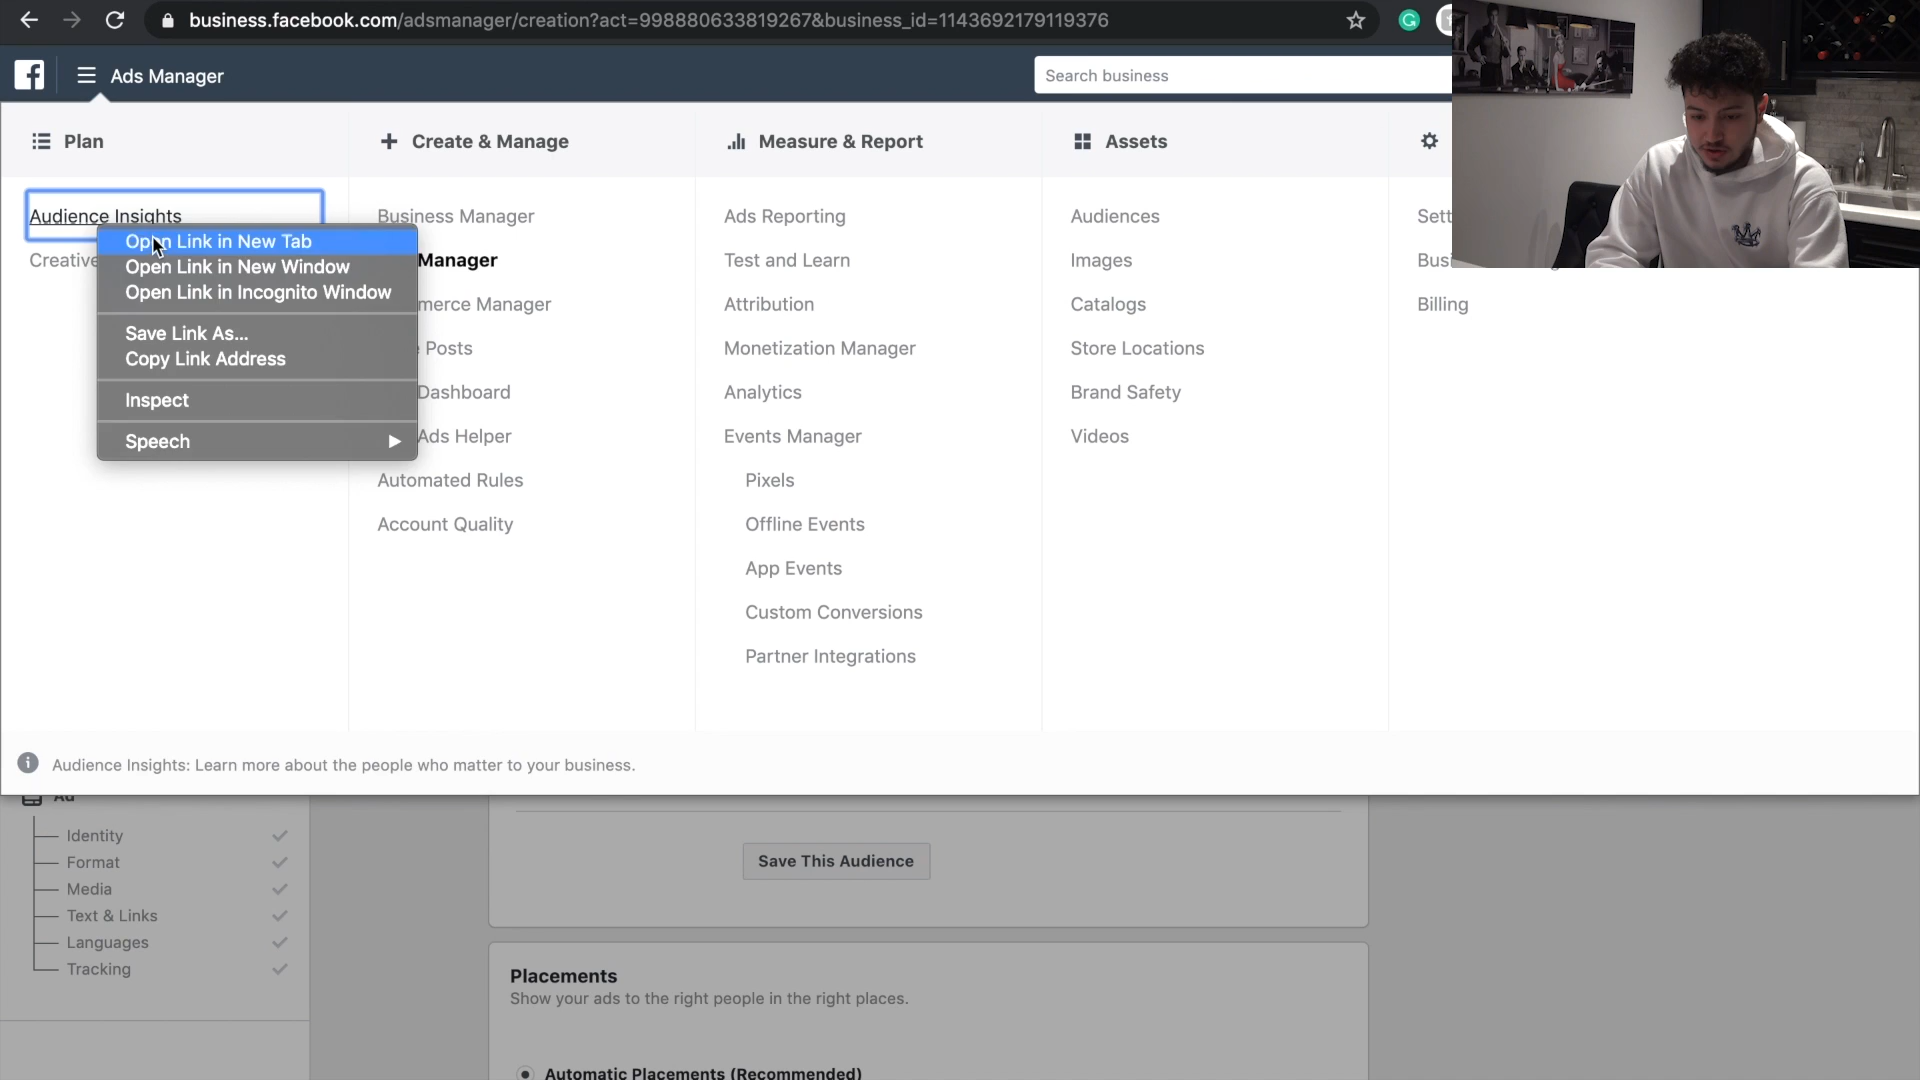 business.facebook.com/adsmanager/creation?act=998880633819267&business_id=1143692179119376
Ads Manager
Search business
Plan
Create & Manage
Measure & Report
Assets
Audience Insights
Creative
Open Link in New Tab
Open Link in New Window
Open Link in Incognito Window
Save Link As...
Copy Link Address
Inspect
Speech
Business Manager
Manager
merce Manager
Posts
Dashboard
Ads Helper
Automated Rules
Account Quality
Ads Reporting
Test and Learn
Attribution
Monetization Manager
Analytics
Events Manager
Pixels
Offline Events
App Events
Custom Conversions
Partner Integrations
Audiences
Images
Catalogs
Store Locations
Brand Safety
Videos
Sett
Busi
Billing
Audience Insights: Learn more about the people who matter to your business.
Ad
Identity
Format
Media
Text & Links
Languages
Tracking
Save This Audience
Placements
Show your ads to the right people in the right places.
Automatic Placements (Recommended)